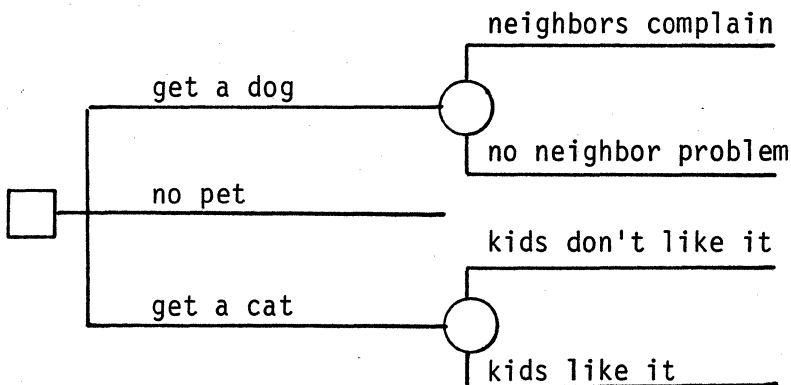 neighbors complain
get a dog
no neighbor problem
no pet
kids don't like it
get a cat
kids like it